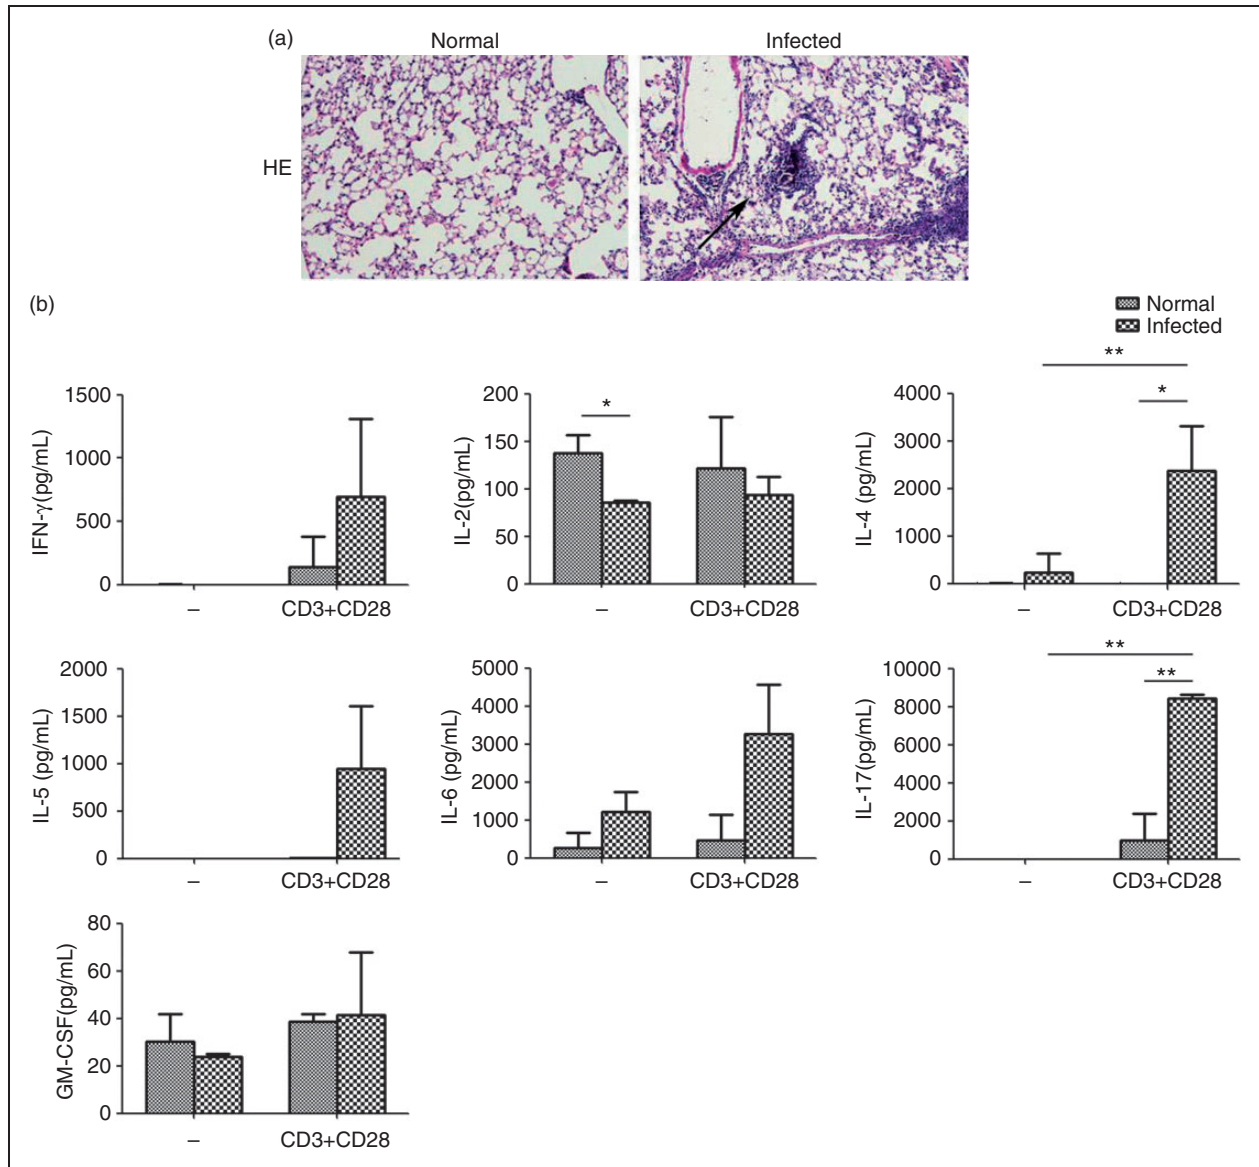 (a)
Normal
Infected
HE
(b)
Normal
Infected
IFN-γ(pg/mL)
1500
1000
500
0
–
CD3+CD28
IL-2(pg/mL)
200
150
100
50
0
*
–
CD3+CD28
IL-4 (pg/mL)
4000
3000
2000
1000
0
**
*
–
CD3+CD28
IL-5 (pg/mL)
2000
1500
1000
500
0
–
CD3+CD28
IL-6 (pg/mL)
5000
4000
3000
2000
1000
0
–
CD3+CD28
IL-17(pg/mL)
10000
8000
6000
4000
2000
0
**
**
–
CD3+CD28
GM-CSF(pg/mL)
80
60
40
20
0
–
CD3+CD28